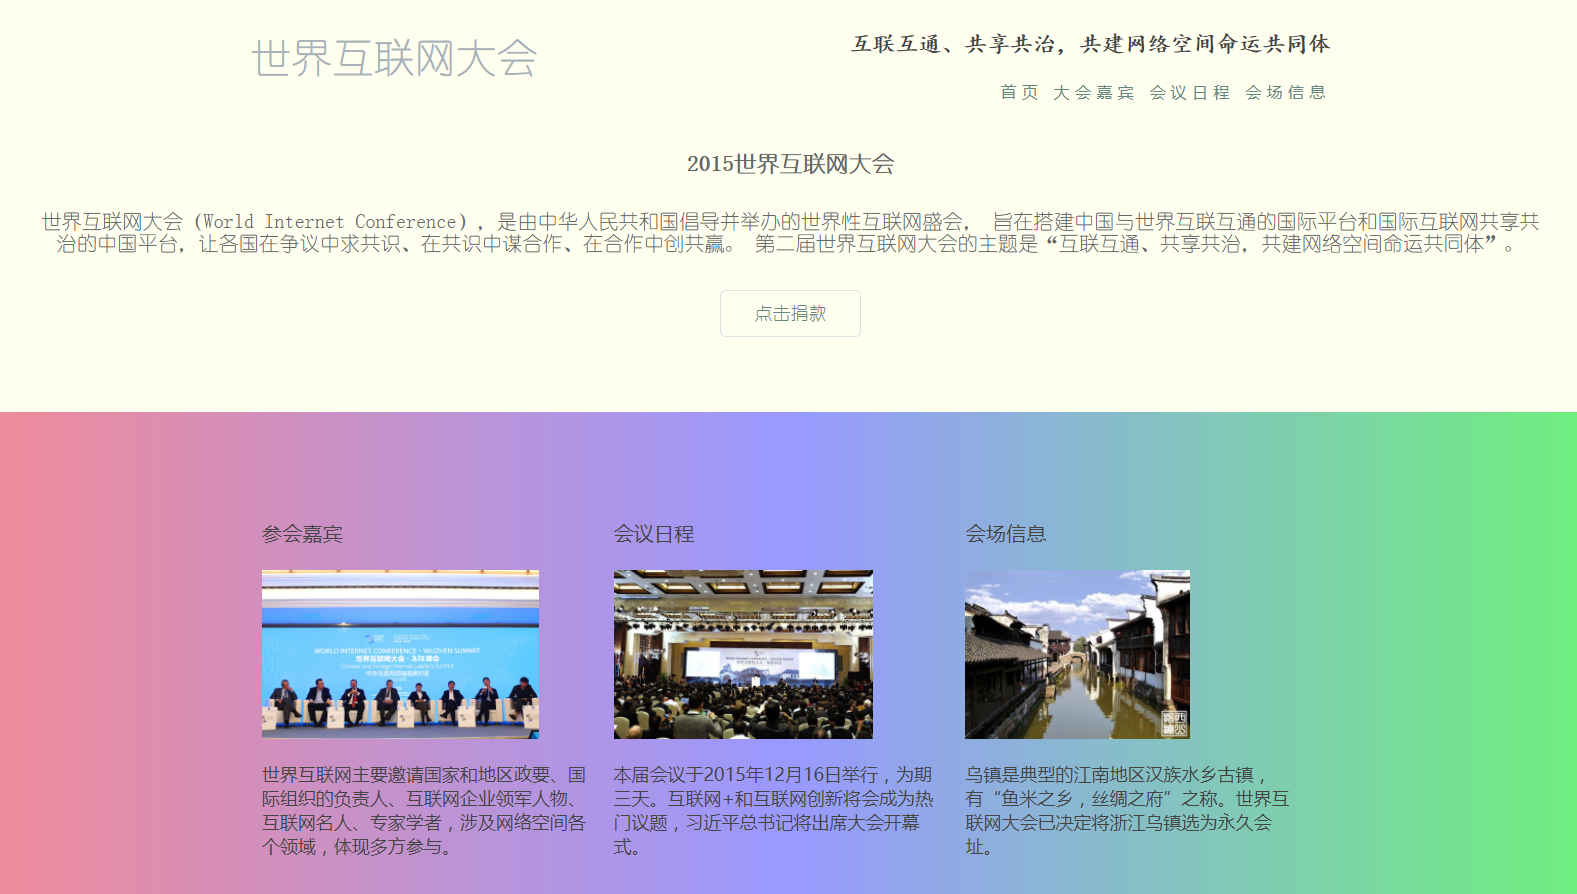 世界互联网大会
互联互通、共享共治，共建网络空间命运共同体
首页 大会嘉宾 会议日程 会场信息
2015世界互联网大会
世界互联网大会（World Internet Conference），是由中华人民共和国倡导并举办的世界性互联网盛会， 旨在搭建中国与世界互联互通的国际平台和国际互联网共享共
治的中国平台，让各国在争议中求共识、在共识中谋合作、在合作中创共赢。 第二届世界互联网大会的主题是“互联互通、共享共治，共建网络空间命运共同体”。
点击捐款
参会嘉宾
会议日程
会场信息
WORLD INTERNET CONFERENCE - WUZHEN SUMMIT
世界互联网大会·乌镇峰会
Chinese and Foreign Internet Leaders Summit
世界互联网主要邀请国家和地区政要、国
际组织的负责人、互联网企业领军人物、
互联网名人、专家学者，涉及网络空间各
个领域，体现多方参与。
本届会议于2015年12月16日举行，为期
三天。互联网+和互联网创新将会成为热
门议题，习近平总书记将出席大会开幕
式。
乌镇是典型的江南地区汉族水乡古镇，
有“鱼米之乡，丝绸之府”之称。世界互
联网大会已决定将浙江乌镇选为永久会
址。